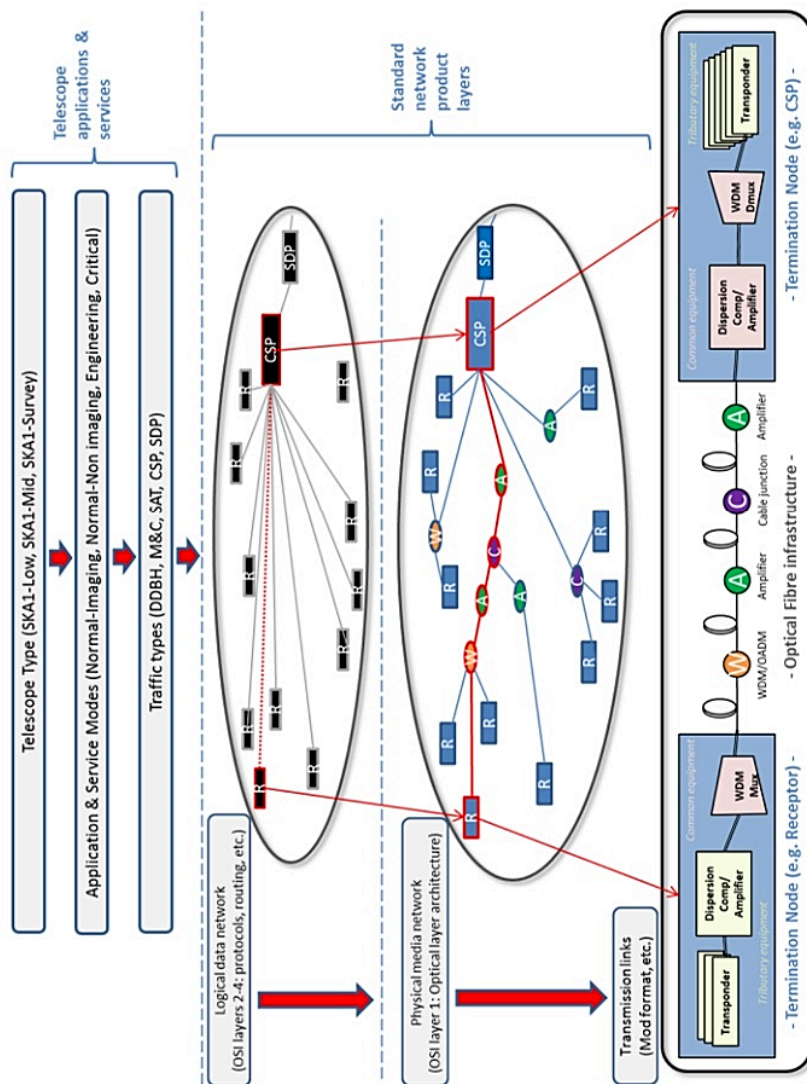 Telescope Type (SKA1-Low, SKA1-Mid, SKA1-Survey)
Application & Service Modes (Normal-Imaging, Normal-Non imaging, Engineering, Critical)
Traffic types (DDBH, M&C, SAT, CSP, SDP)
Telescope
applications &
services
Logical data network
(OSI layers 2-4: protocols, routing, etc.)
R
R
R
R
R
R
R
R
R
R
R
CSP
SDP
Standard
network
product
layers
Physical media network
(OSI layer 1: Optical layer architecture)
R
R
R
R
W
R
R
W
A
C
A
A
C
R
R
R
R
A
R
CSP
SDP
Transmission links
(Mod format, etc.)
Tributary equipment
Transponder
Dispersion
Comp/
Amplifier
Common equipment
WDM
Mux
W
WDM/OADM
A
Amplifier
C
Cable junction
A
Amplifier
Common equipment
Dispersion
Comp/
Amplifier
WDM
Dmux
Tributary equipment
Transponder
- Termination Node (e.g. Receptor) -
- Optical Fibre infrastructure -
- Termination Node (e.g. CSP) -